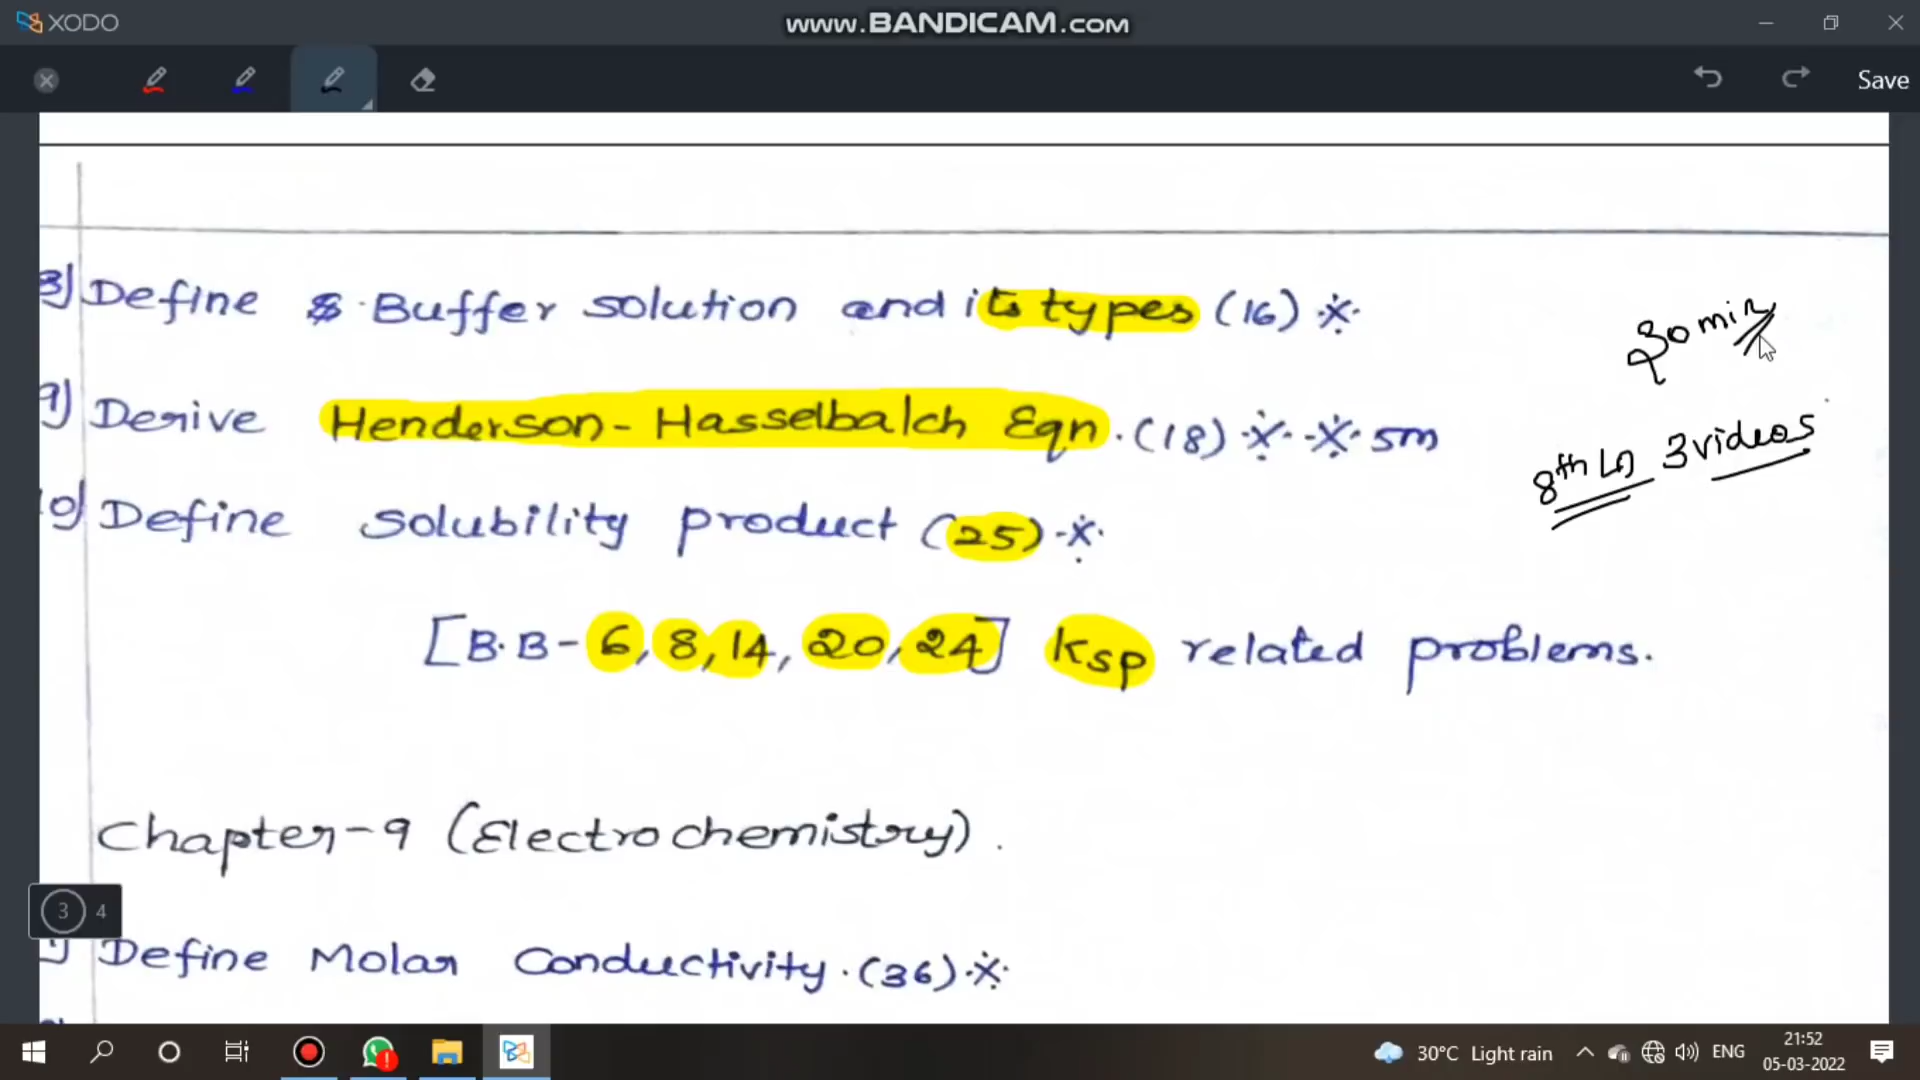 XODO
www.BANDICAM.com
Save
8) Define Buffer solution and its types (16) ※
9) Derive Henderson-Hasselbalch Eqn. (18) ※ ※ 5m
10) Define solubility product (25) ※
[B.B- 6, 8, 14, 20, 24] Ksp related problems.
30 min
8th Ln 3 videos
Chapter-9 (Electrochemistry).
1) Define Molar Conductivity. (36) ※
3 4
30°C Light rain
ENG
21:52
05-03-2022